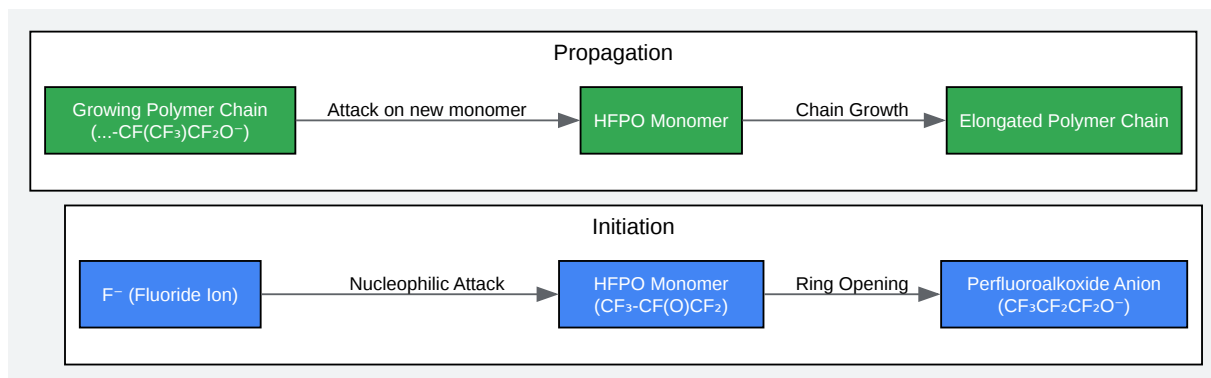 Propagation
Growing Polymer Chain
(...-CF(CF₃)CF₂O⁻)
Attack on new monomer
HFPO Monomer
Chain Growth
Elongated Polymer Chain
Initiation
F⁻ (Fluoride Ion)
Nucleophilic Attack
HFPO Monomer
(CF₃-CF(O)CF₂)
Ring Opening
Perfluoroalkoxide Anion
(CF₃CF₂CF₂O⁻)